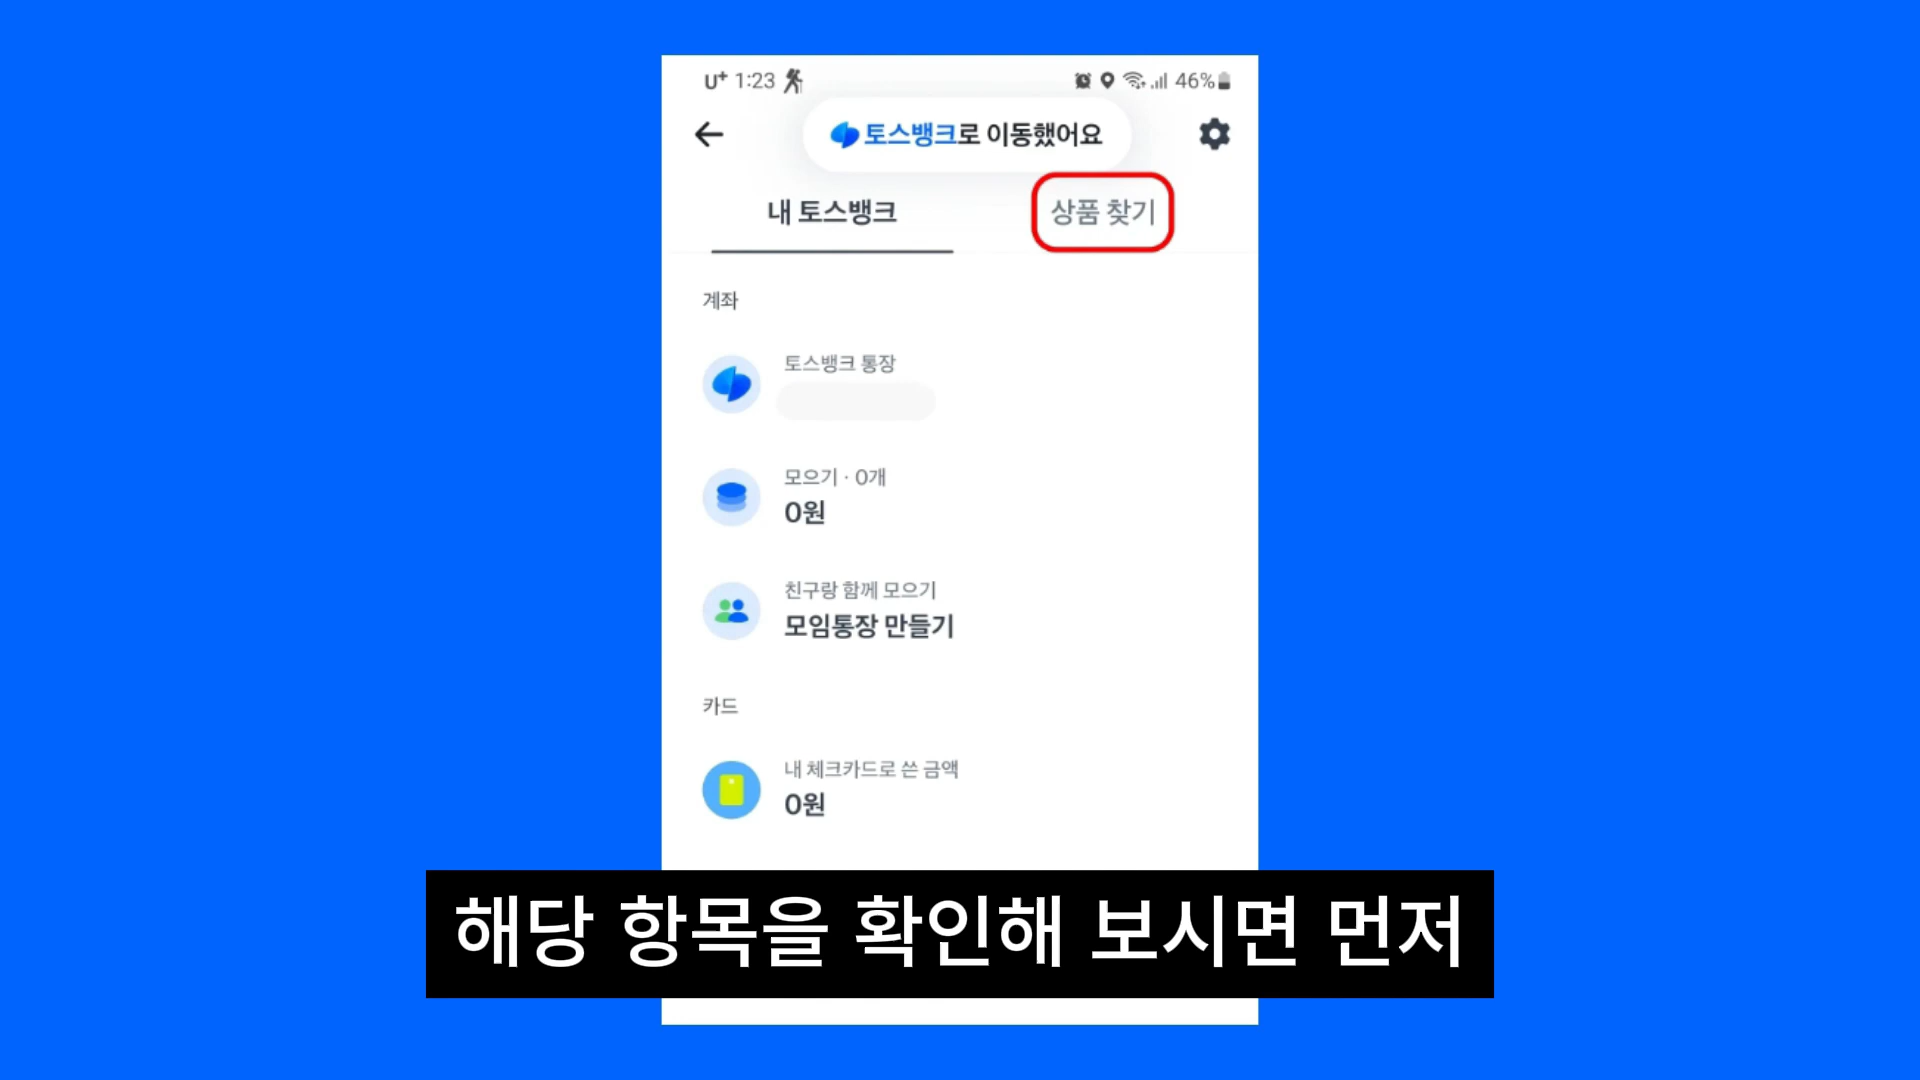 U+ 1:23 46%
토스뱅크로 이동했어요
내 토스뱅크 상품 찾기
계좌
토스뱅크 통장
모으기 · 0개
0원
친구랑 함께 모으기
모임통장 만들기
카드
내 체크카드로 쓴 금액
0원
해당 항목을 확인해 보시면 먼저